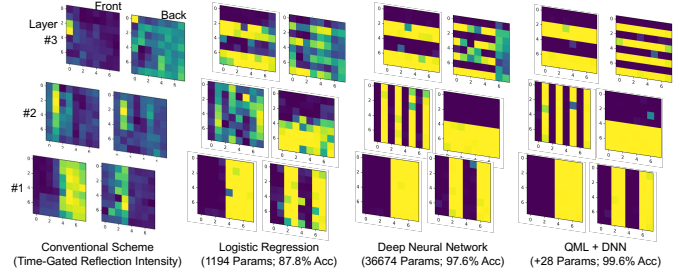 Front
Back
Layer
#3
#2
#1
Conventional Scheme
(Time-Gated Reflection Intensity)
Logistic Regression
(1194 Params; 87.8% Acc)
Deep Neural Network
(36674 Params; 97.6% Acc)
QML + DNN
(+28 Params; 99.6% Acc)